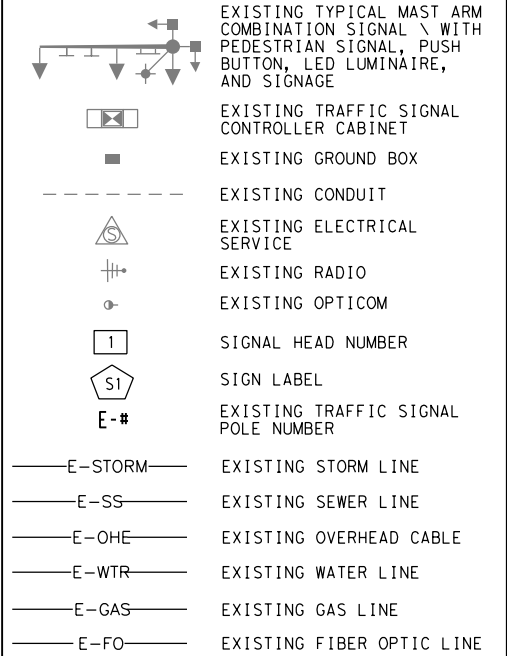 EXISTING TYPICAL MAST ARM
COMBINATION SIGNAL \ WITH
PEDESTRIAN SIGNAL, PUSH
BUTTON, LED LUMINAIRE,
AND SIGNAGE
EXISTING TRAFFIC SIGNAL
CONTROLLER CABINET
EXISTING GROUND BOX
EXISTING CONDUIT
S EXISTING ELECTRICAL
SERVICE
EXISTING RADIO
EXISTING OPTICOM
1 SIGNAL HEAD NUMBER
S1 SIGN LABEL
E-# EXISTING TRAFFIC SIGNAL
POLE NUMBER
E-STORM EXISTING STORM LINE
E-SS EXISTING SEWER LINE
E-OHE EXISTING OVERHEAD CABLE
E-WTR EXISTING WATER LINE
E-GAS EXISTING GAS LINE
E-FO EXISTING FIBER OPTIC LINE